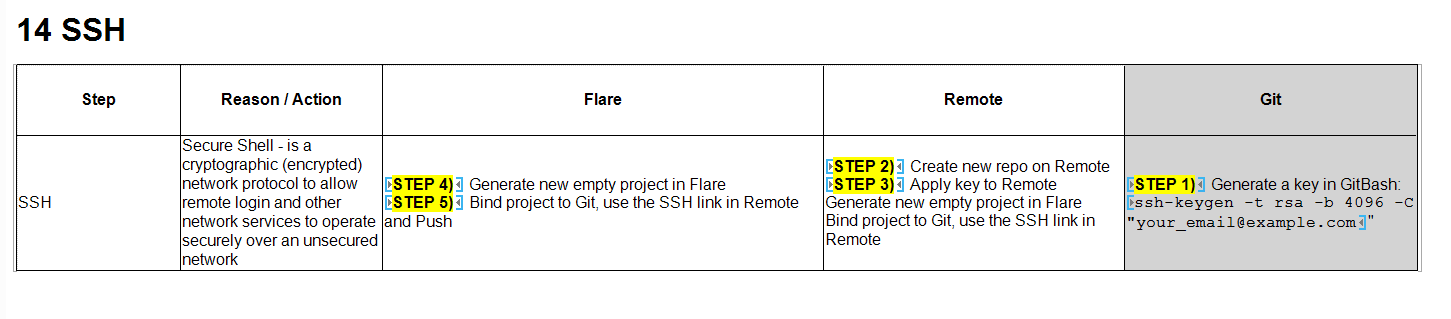 14 SSH
Step
Reason / Action
Flare
Remote
Git
SSH
Secure Shell - is a
cryptographic (encrypted)
network protocol to allow
remote login and other
network services to operate
securely over an unsecured
network
STEP 4) Generate new empty project in Flare
STEP 5) Bind project to Git, use the SSH link in Remote
and Push
STEP 2) Create new repo on Remote
STEP 3) Apply key to Remote
Generate new empty project in Flare
Bind project to Git, use the SSH link in
Remote
STEP 1) Generate a key in GitBash:
ssh-keygen -t rsa -b 4096 -C
"your_email@example.com"